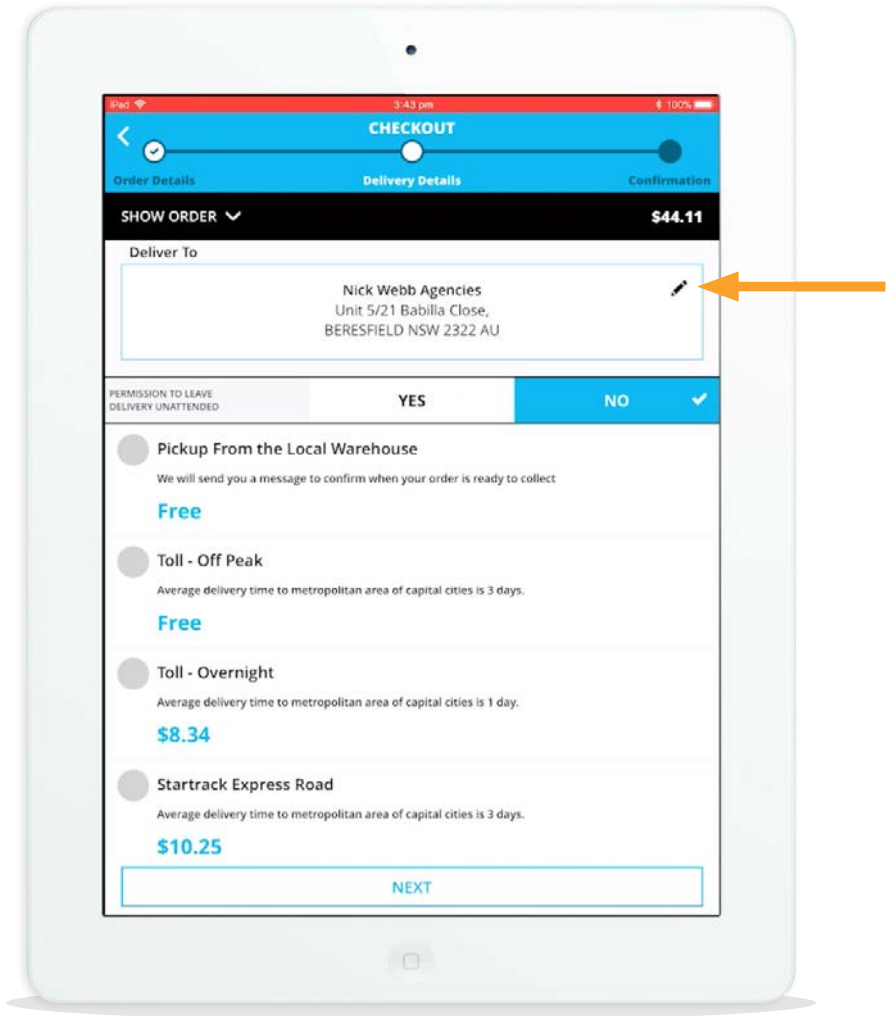 iPad 3:43 pm 100%
CHECKOUT
Order Details Delivery Details Confirmation
SHOW ORDER $44.11
Deliver To
Nick Webb Agencies
Unit 5/21 Babilla Close,
BERESFIELD NSW 2322 AU
PERMISSION TO LEAVE
DELIVERY UNATTENDED
YES NO
Pickup From the Local Warehouse
We will send you a message to confirm when your order is ready to collect
Free
Toll - Off Peak
Average delivery time to metropolitan area of capital cities is 3 days.
Free
Toll - Overnight
Average delivery time to metropolitan area of capital cities is 1 day.
$8.34
Startrack Express Road
Average delivery time to metropolitan area of capital cities is 3 days.
$10.25
NEXT